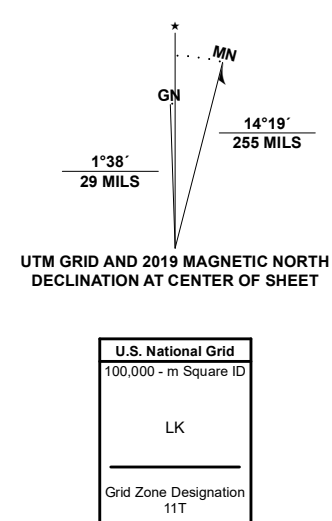 ★
MN
GN
14°19´
255 MILS
1°38´
29 MILS
UTM GRID AND 2019 MAGNETIC NORTH
DECLINATION AT CENTER OF SHEET
U.S. National Grid
100,000 - m Square ID
LK
Grid Zone Designation
11T